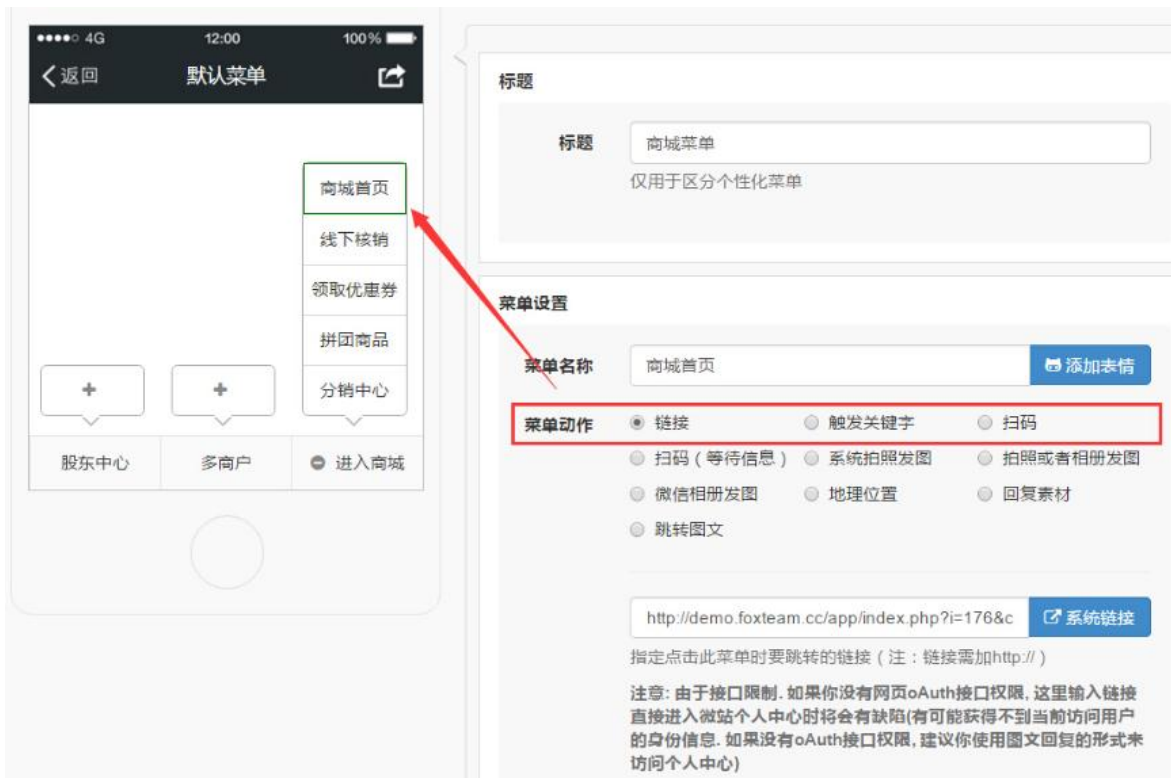 4G 12:00 100%
返回 默认菜单
商城首页
线下核销
领取优惠券
拼团商品
分销中心
+ +
股东中心 多商户 进入商城
标题
标题 商城菜单
仅用于区分个性化菜单
菜单设置
菜单名称 商城首页 添加表情
菜单动作 链接 触发关键字 扫码
扫码（等待信息） 系统拍照发图 拍照或者相册发图
微信相册发图 地理位置 回复素材
跳转图文
http://demo.foxteam.cc/app/index.php?i=176&c 系统链接
指定点击此菜单时要跳转的链接（注：链接需加http://）
注意: 由于接口限制. 如果你没有网页oAuth接口权限, 这里输入链接
直接进入微站个人中心时将会有缺陷(有可能获得不到当前访问用户
的身份信息. 如果没有oAuth接口权限, 建议你使用图文回复的形式来
访问个人中心)